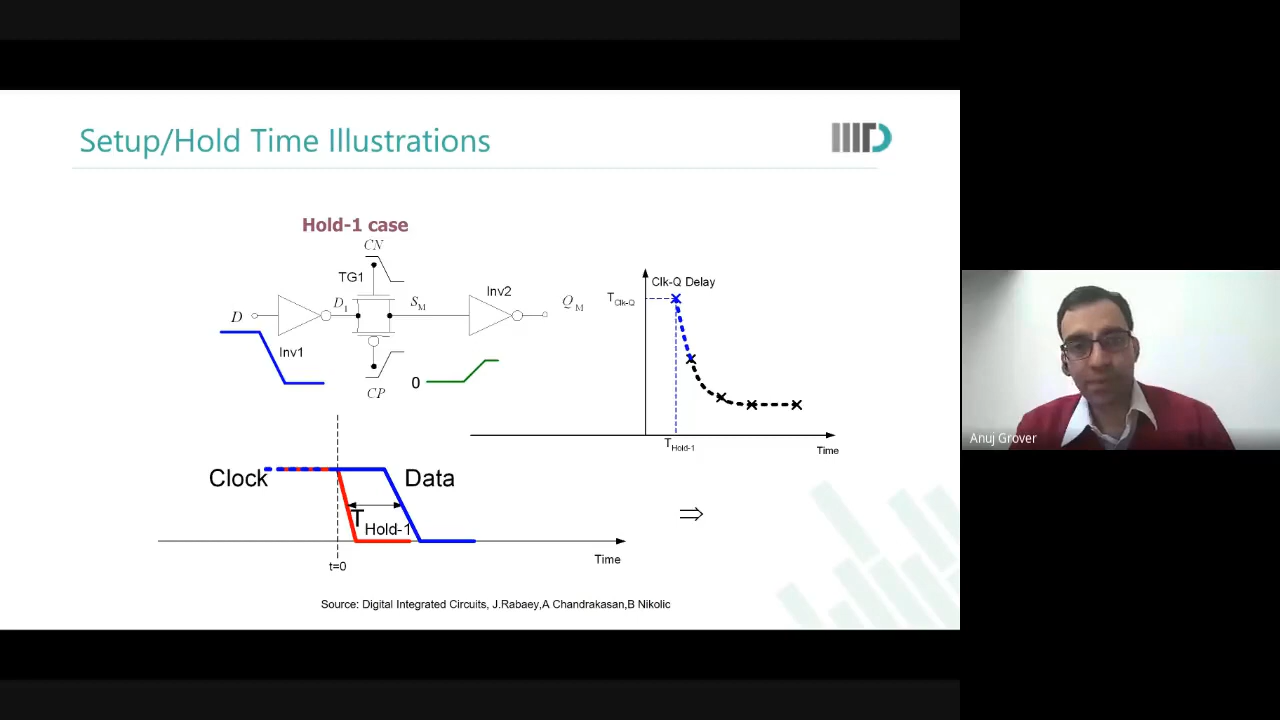 Setup/Hold Time Illustrations
IIITD
Hold-1 case
CN
TG1
D
D1
SM
Inv2
QM
Inv1
0
CP
Clk-Q Delay
TClk-Q
THold-1
Time
Clock
Data
THold-1
Time
t=0
⇒
Source: Digital Integrated Circuits, J.Rabaey,A Chandrakasan,B Nikolic
Anuj Grover